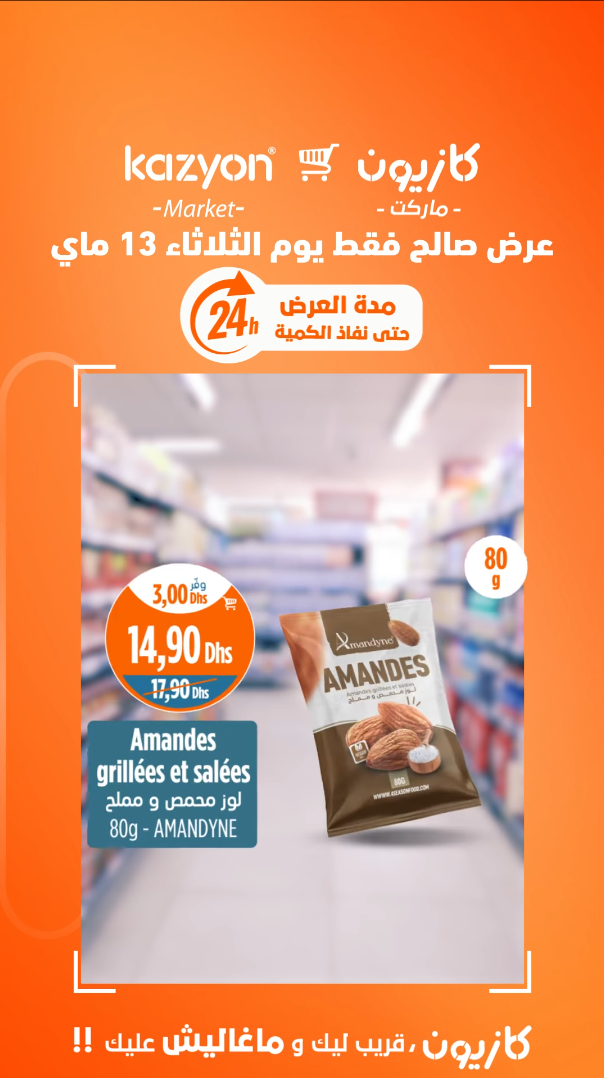 kazyon® كازيون
-Market- - ماركت -
عرض صالح فقط يوم الثلاثاء 13 ماي
24h
مدة العرض
حتى نفاذ الكمية
80
g
وفّر
3,00 Dhs
14,90 Dhs
17,90 Dhs
Amandes
grillées et salées
لوز محمص و مملح
80g - AMANDYNE
Amandyne
AMANDES
Amandes grillées et salées
لوز محمص و مملح
80G
WWW.4SEASONFOOD.COM
كازيون، قريب ليك و ماغاليش عليك !!